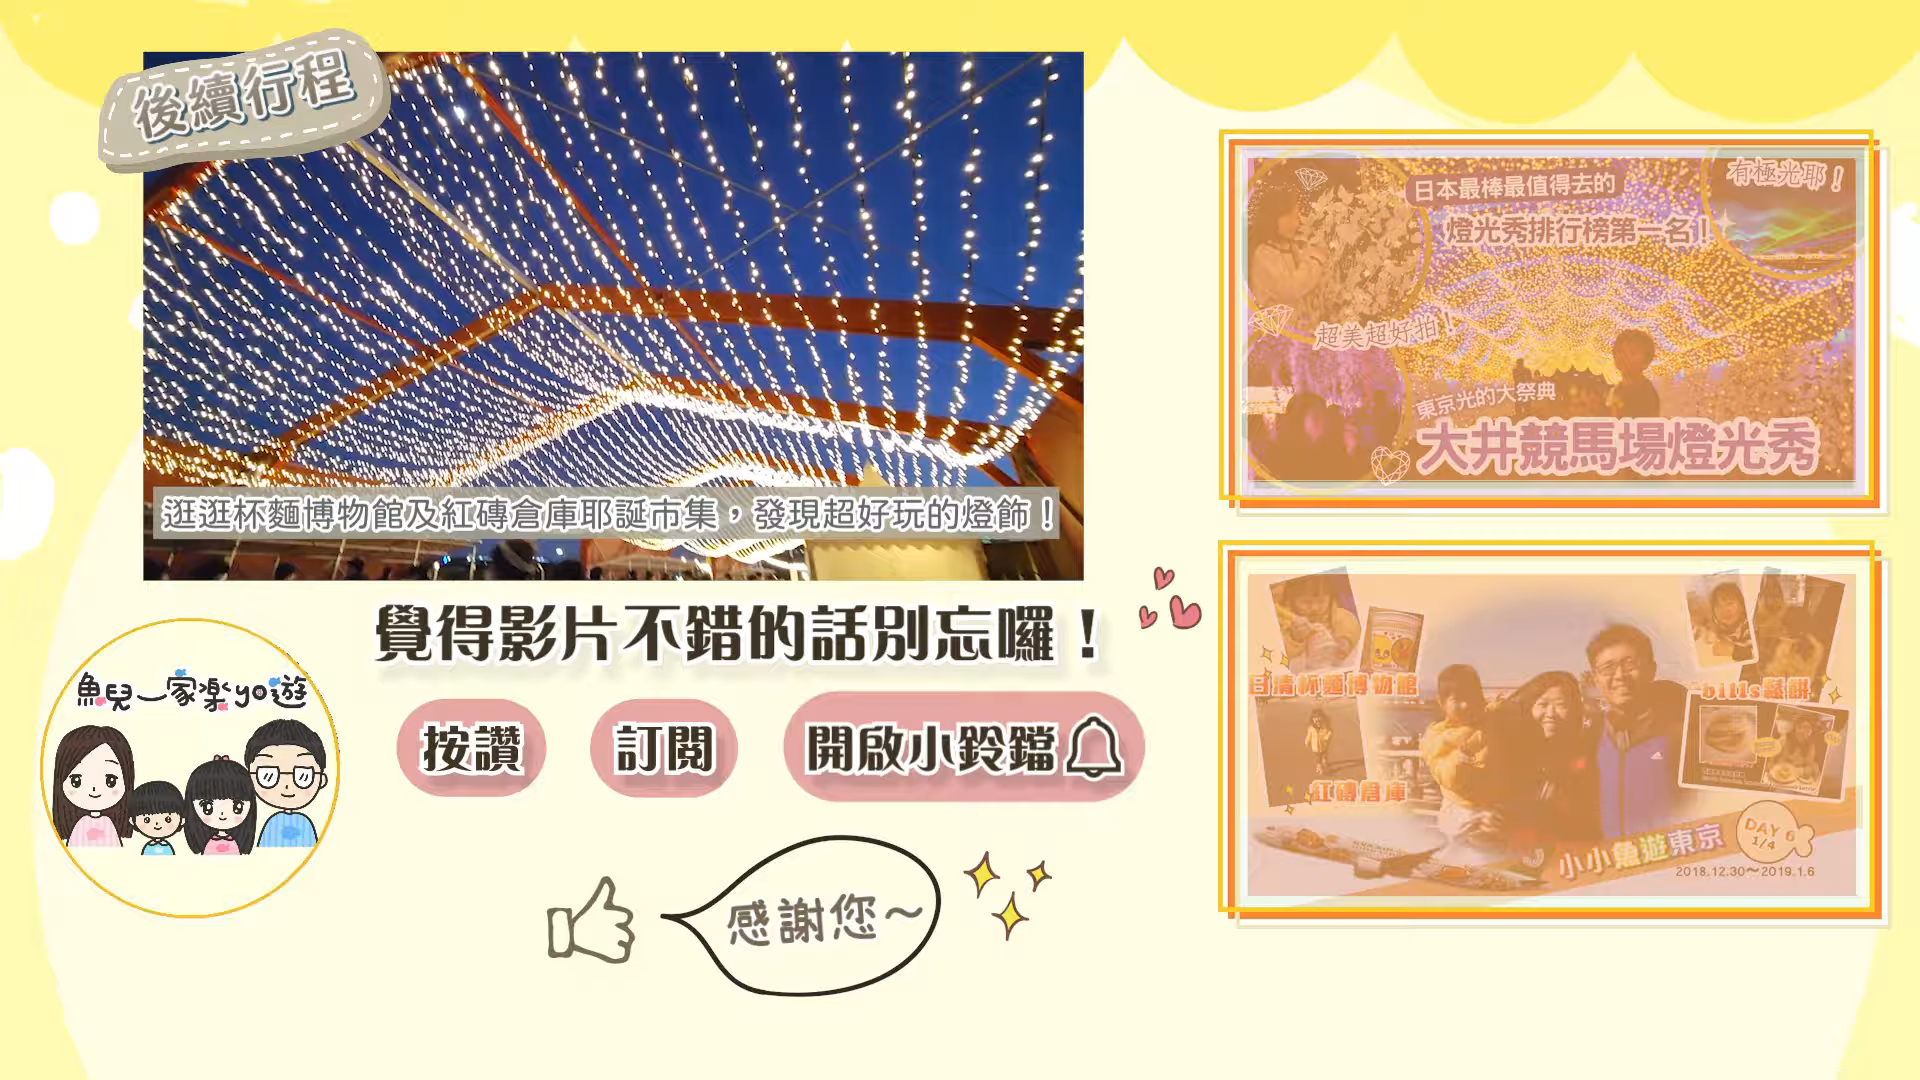 後續行程
逛逛杯麵博物館及紅磚倉庫耶誕市集，發現超好玩的燈飾！
覺得影片不錯的話別忘囉！
按讚
訂閱
開啟小鈴鐺
感謝您～
魚兒一家樂yo遊
有極光耶！
日本最棒最值得去的
燈光秀排行榜第一名！
超美超好拍！
東京光的大祭典
大井競馬場燈光秀
日清杯麵博物館
bills鬆餅
紅磚倉庫
小小魚遊東京
DAY 6
1/4
2018.12.30～2019.1.6